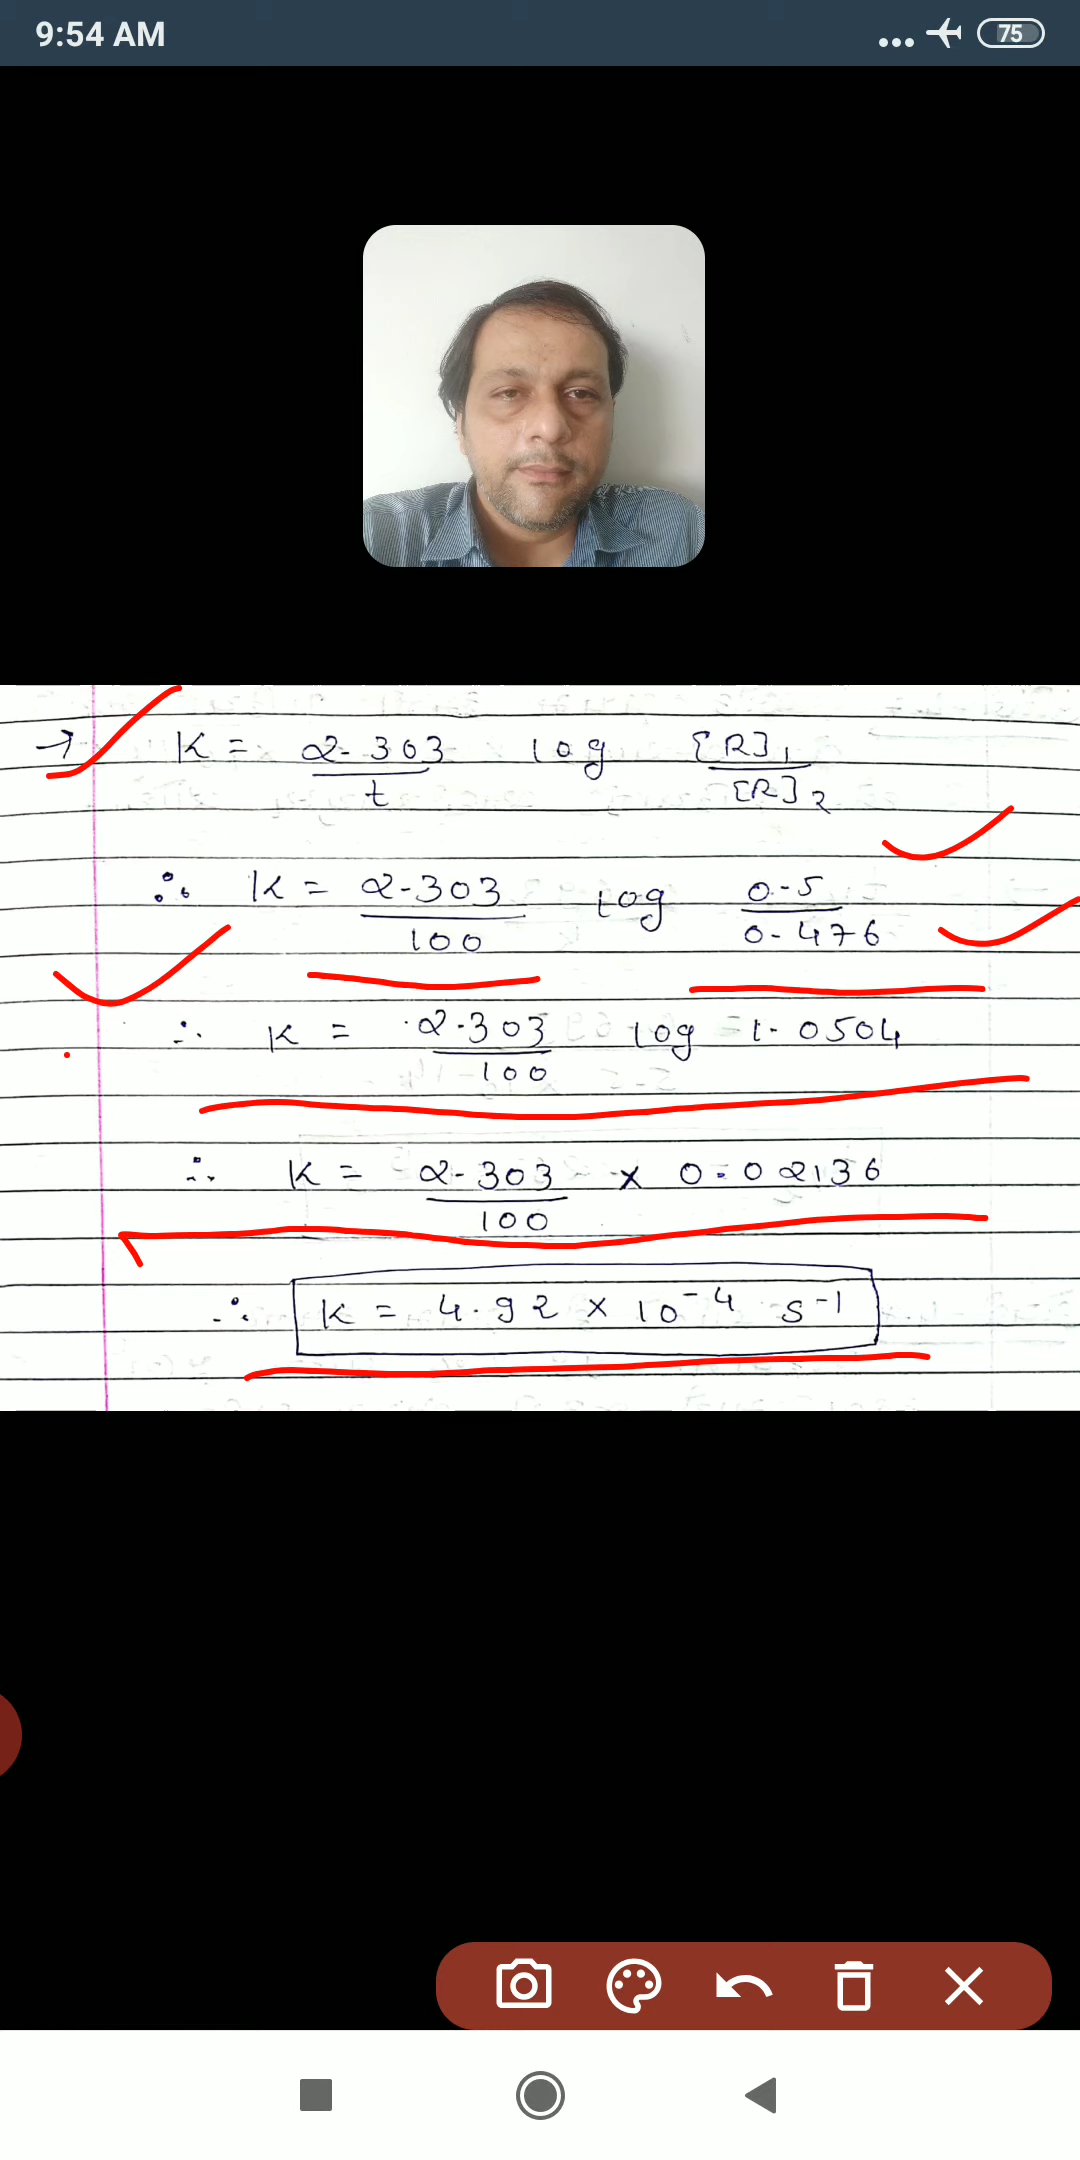 9:54 AM
75
→ K = 2.303 / t log [R]1 / [R]2
∴ K = 2.303 / 100 log 0.5 / 0.476
∴ K = 2.303 / 100 log 1.0504
∴ K = 2.303 / 100 × 0.02136
∴ K = 4.92 × 10⁻⁴ s⁻¹